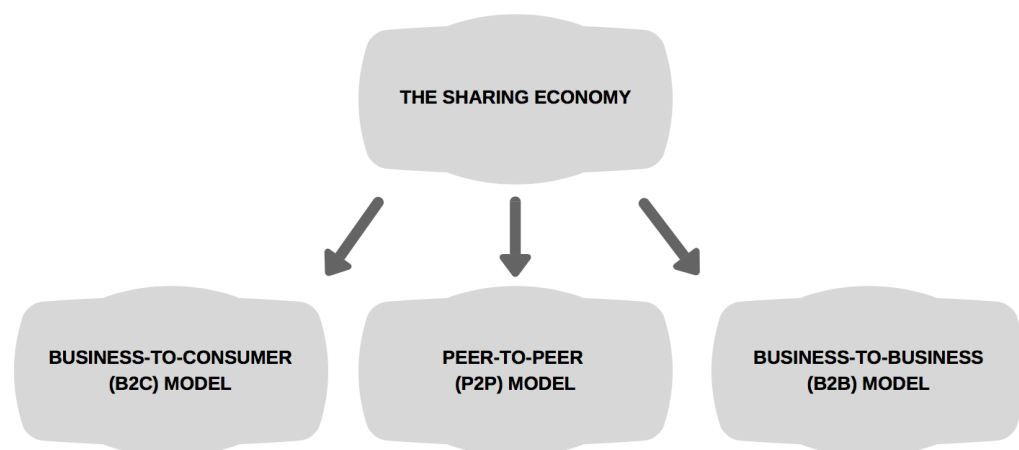 THE SHARING ECONOMY
BUSINESS-TO-CONSUMER
(B2C) MODEL
PEER-TO-PEER
(P2P) MODEL
BUSINESS-TO-BUSINESS
(B2B) MODEL